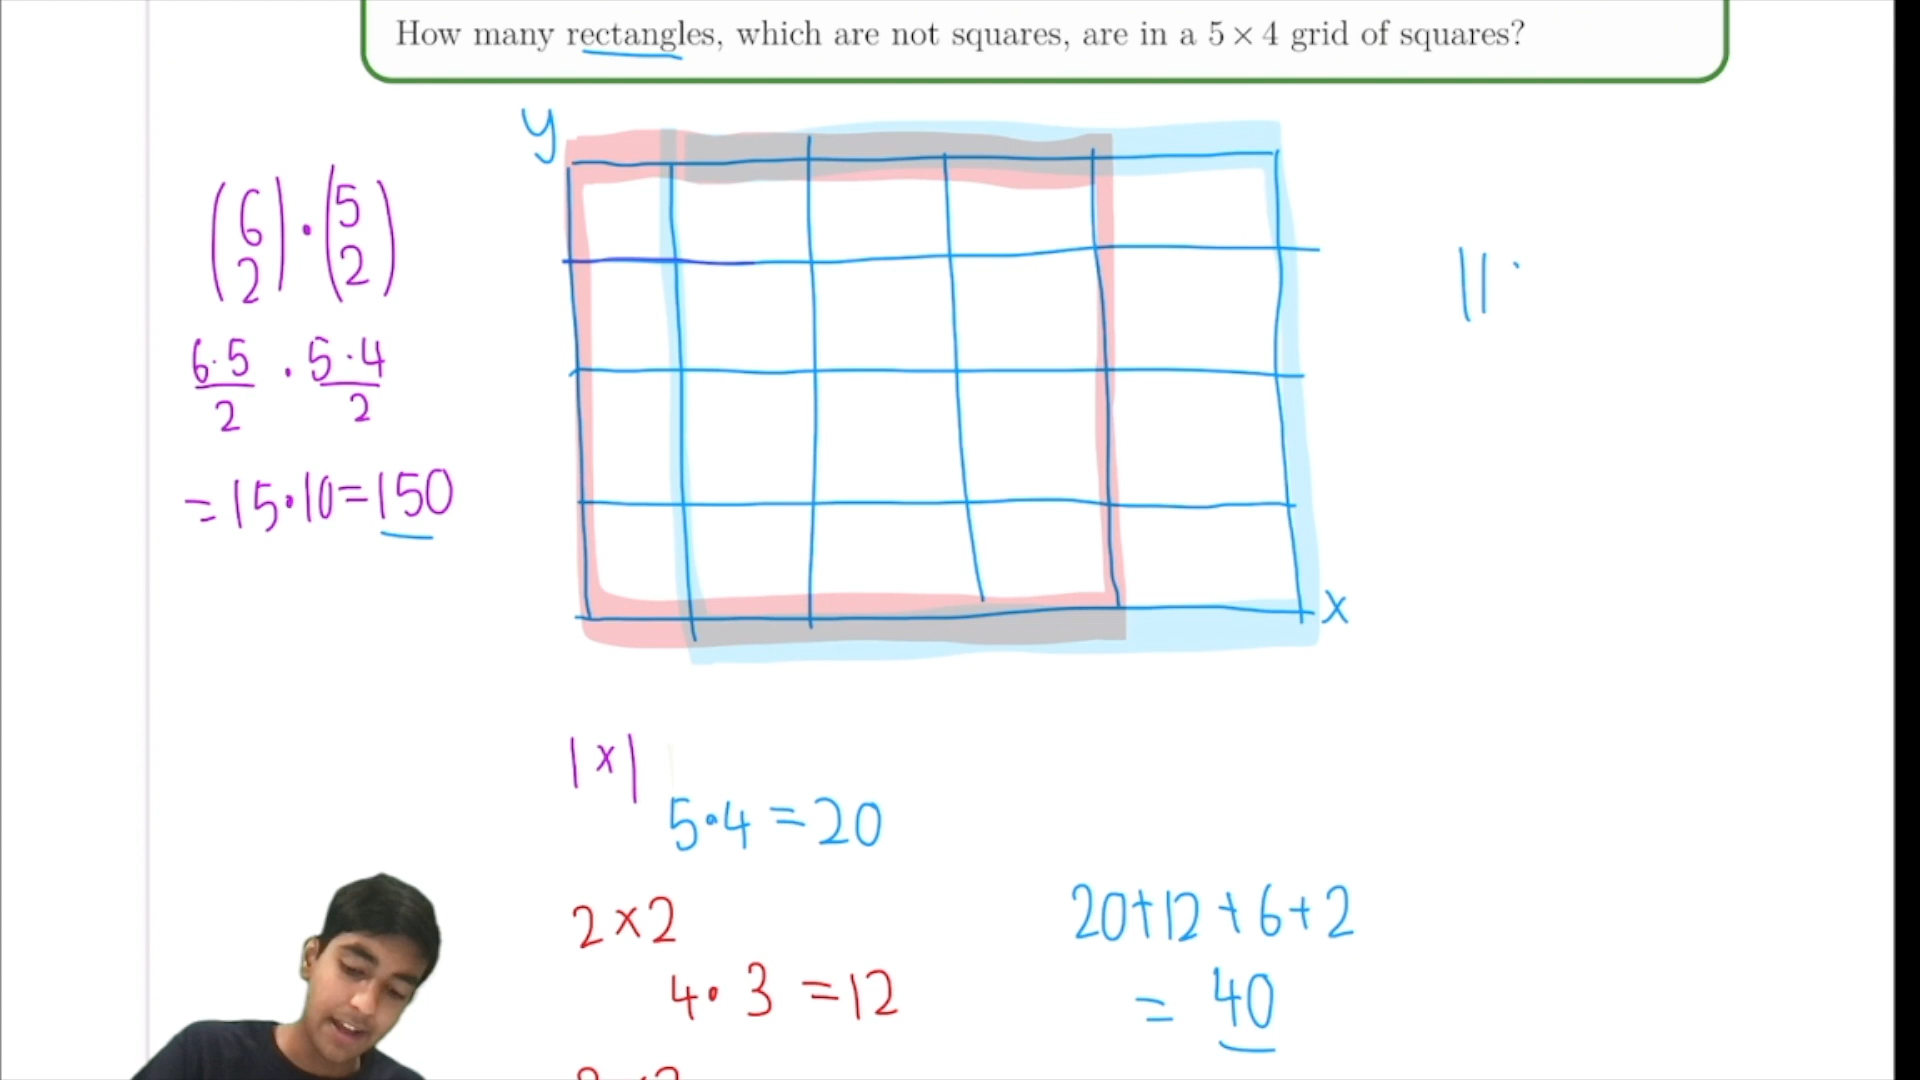 How many rectangles, which are not squares, are in a 5 × 4 grid of squares?
y
(6 2) · (5 2)
6·5/2 · 5·4/2
= 15·10=150
11
x
1×1
5·4 = 20
2×2
4·3 = 12
20+12+6+2
= 40